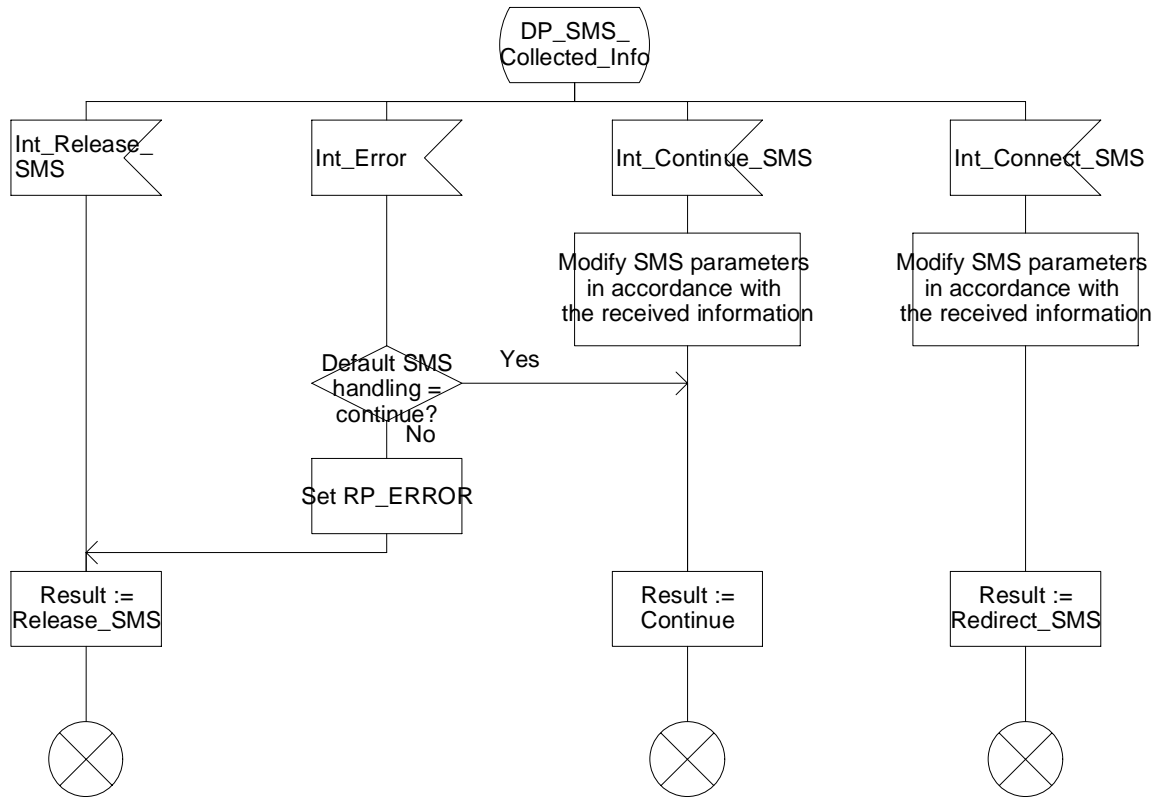 DP_SMS_
Collected_Info
Int_Release_
SMS
Int_Error
Int_Continue_SMS
Int_Connect_SMS
Modify SMS parameters
in accordance with
the received information
Modify SMS parameters
in accordance with
the received information
Default SMS
handling =
continue?
Yes
No
Set RP_ERROR
Result :=
Release_SMS
Result :=
Continue
Result :=
Redirect_SMS